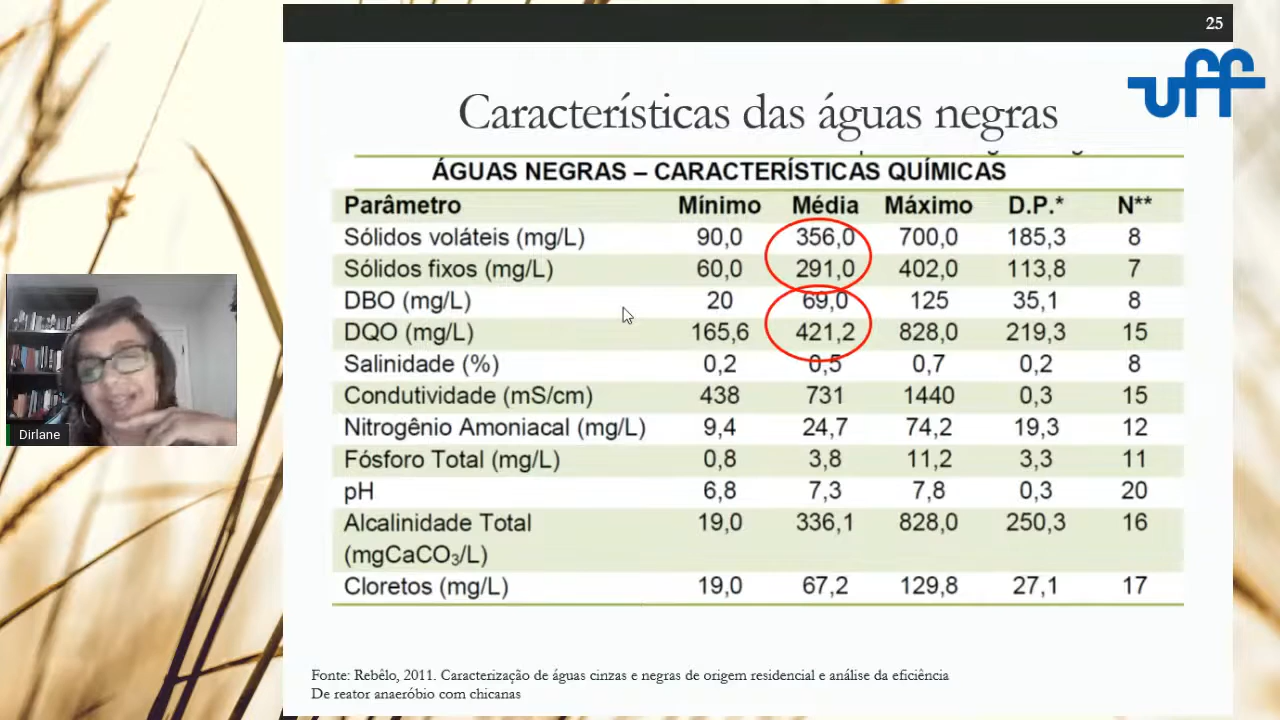 25
uff
Características das águas negras
ÁGUAS NEGRAS – CARACTERÍSTICAS QUÍMICAS
Parâmetro Mínimo Média Máximo D.P.* N**
Sólidos voláteis (mg/L) 90,0 356,0 700,0 185,3 8
Sólidos fixos (mg/L) 60,0 291,0 402,0 113,8 7
DBO (mg/L) 20 69,0 125 35,1 8
DQO (mg/L) 165,6 421,2 828,0 219,3 15
Salinidade (%) 0,2 0,5 0,7 0,2 8
Condutividade (mS/cm) 438 731 1440 0,3 15
Nitrogênio Amoniacal (mg/L) 9,4 24,7 74,2 19,3 12
Fósforo Total (mg/L) 0,8 3,8 11,2 3,3 11
pH 6,8 7,3 7,8 0,3 20
Alcalinidade Total 19,0 336,1 828,0 250,3 16
(mgCaCO₃/L)
Cloretos (mg/L) 19,0 67,2 129,8 27,1 17
Dirlane
Fonte: Rebêlo, 2011. Caracterização de águas cinzas e negras de origem residencial e análise da eficiência
De reator anaeróbio com chicanas